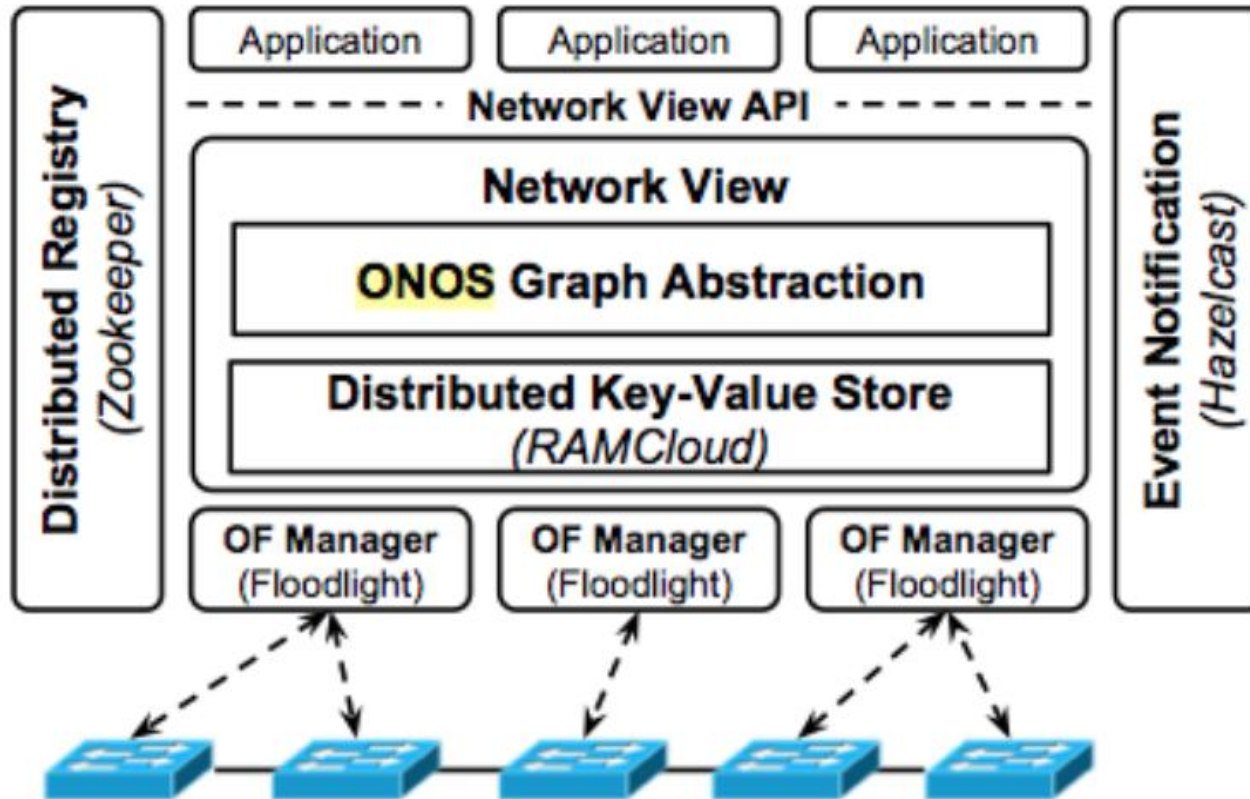 Distributed Registry
(Zookeeper)
Application
Application
Application
Network View API
Network View
ONOS Graph Abstraction
Distributed Key-Value Store
(RAMCloud)
OF Manager
(Floodlight)
OF Manager
(Floodlight)
OF Manager
(Floodlight)
Event Notification
(Hazelcast)